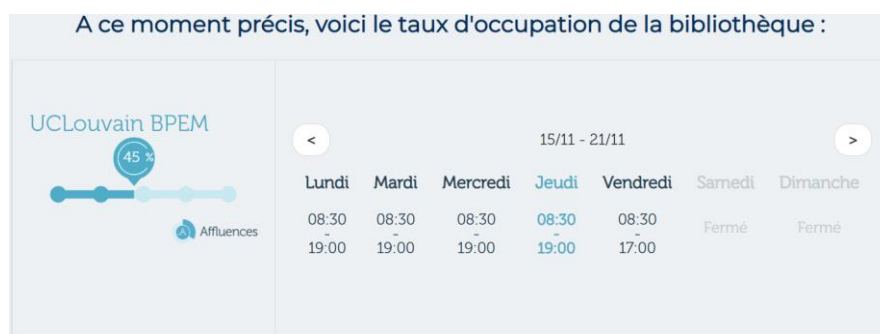 A ce moment précis, voici le taux d'occupation de la bibliothèque :
UCLouvain BPEM
45 %
Affluences
<
15/11 - 21/11
>
Lundi Mardi Mercredi Jeudi Vendredi Samedi Dimanche
08:30 08:30 08:30 08:30 08:30 Fermé Fermé
- - - - -
19:00 19:00 19:00 19:00 17:00